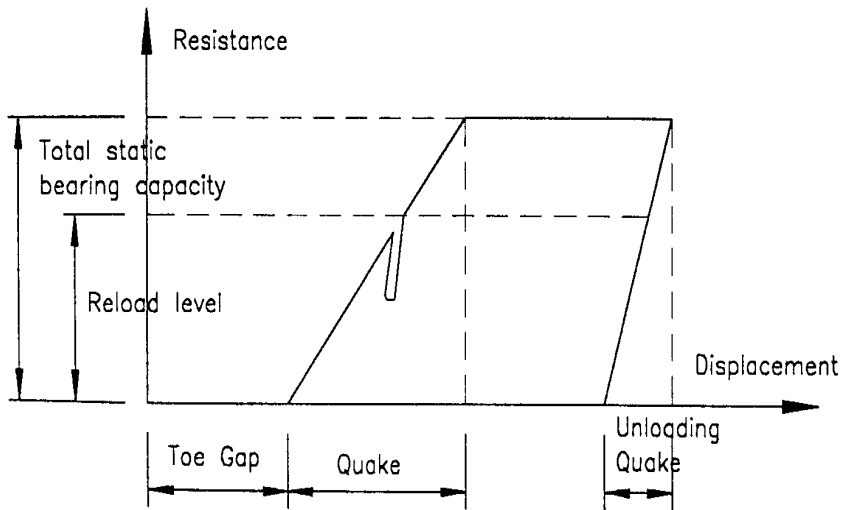 Resistance
Total static
bearing capacity
Reload level
Displacement
Unloading
Quake
Toe Gap
Quake